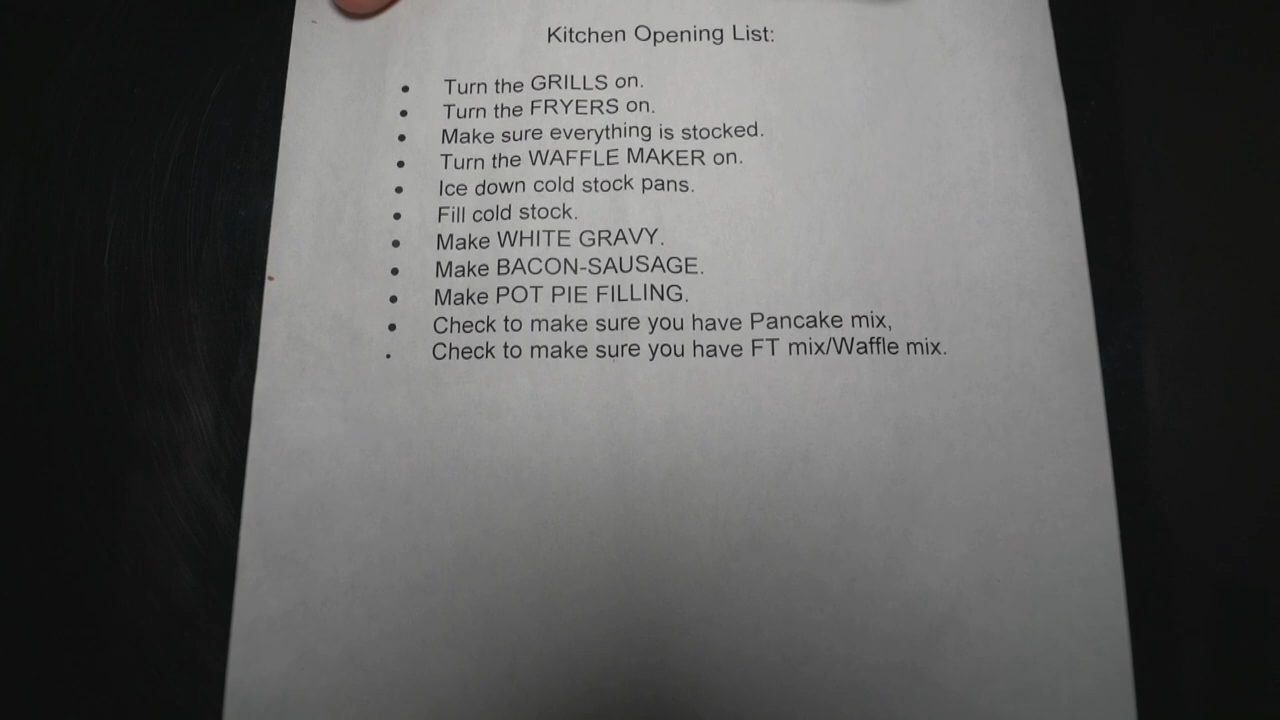 Kitchen Opening List:
• Turn the GRILLS on.
• Turn the FRYERS on.
• Make sure everything is stocked.
• Turn the WAFFLE MAKER on.
• Ice down cold stock pans.
• Fill cold stock.
• Make WHITE GRAVY.
• Make BACON-SAUSAGE.
• Make POT PIE FILLING.
• Check to make sure you have Pancake mix,
• Check to make sure you have FT mix/Waffle mix.